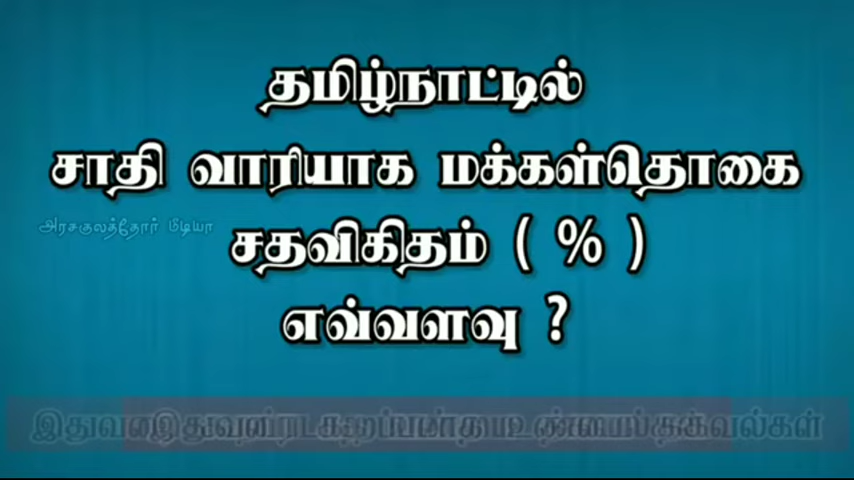 தமிழ்நாட்டில்
சாதி வாரியாக மக்கள்தொகை
அரசகுலத்தோர் மீடியா
சதவிகிதம் ( % )
எவ்வளவு ?